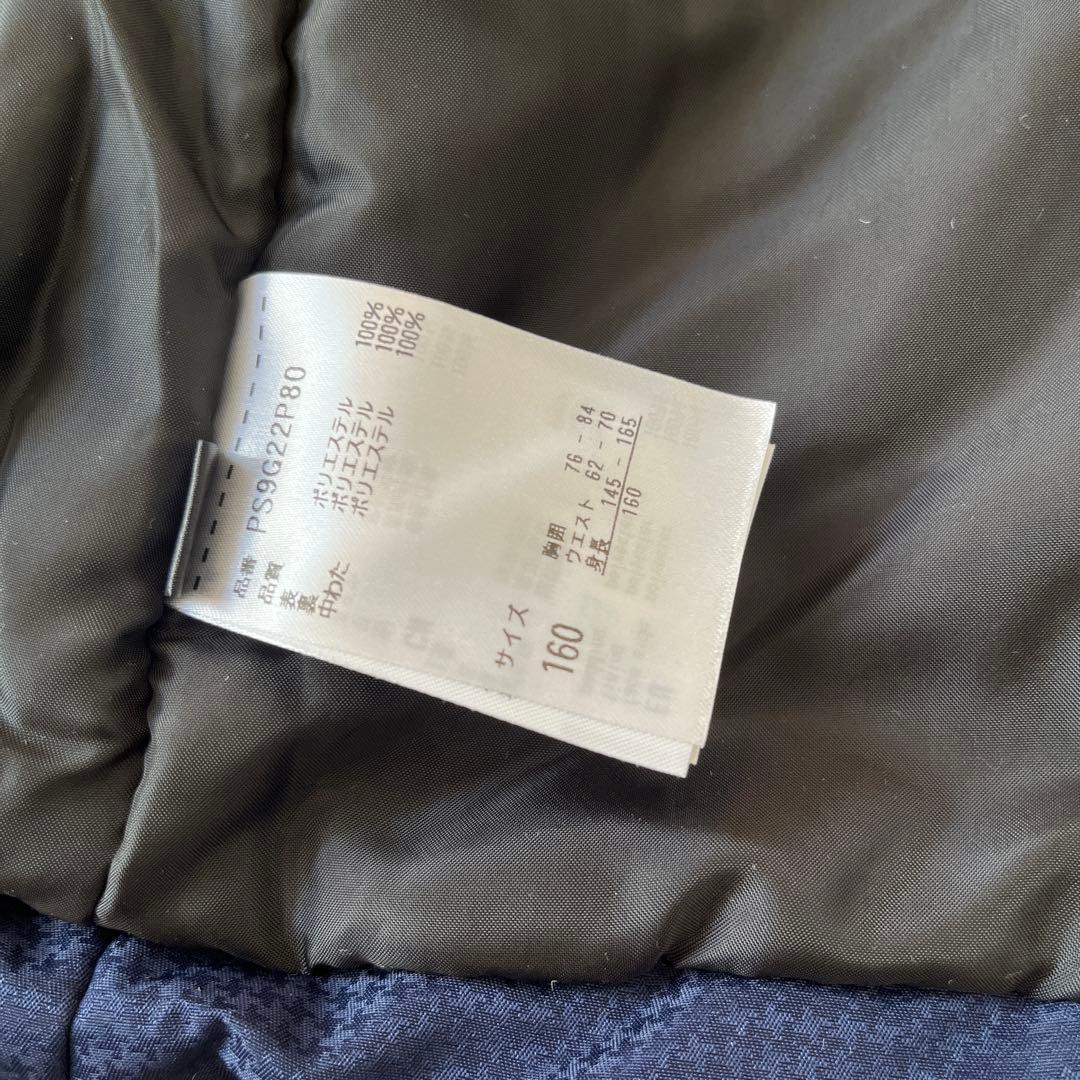 品番 PS9G22P80
品質
表 ポリエステル 100%
裏 ポリエステル 100%
中わた ポリエステル 100%
サイズ
160
胸囲 76 - 84
ウエスト 62 - 70
身長 145 - 165
160